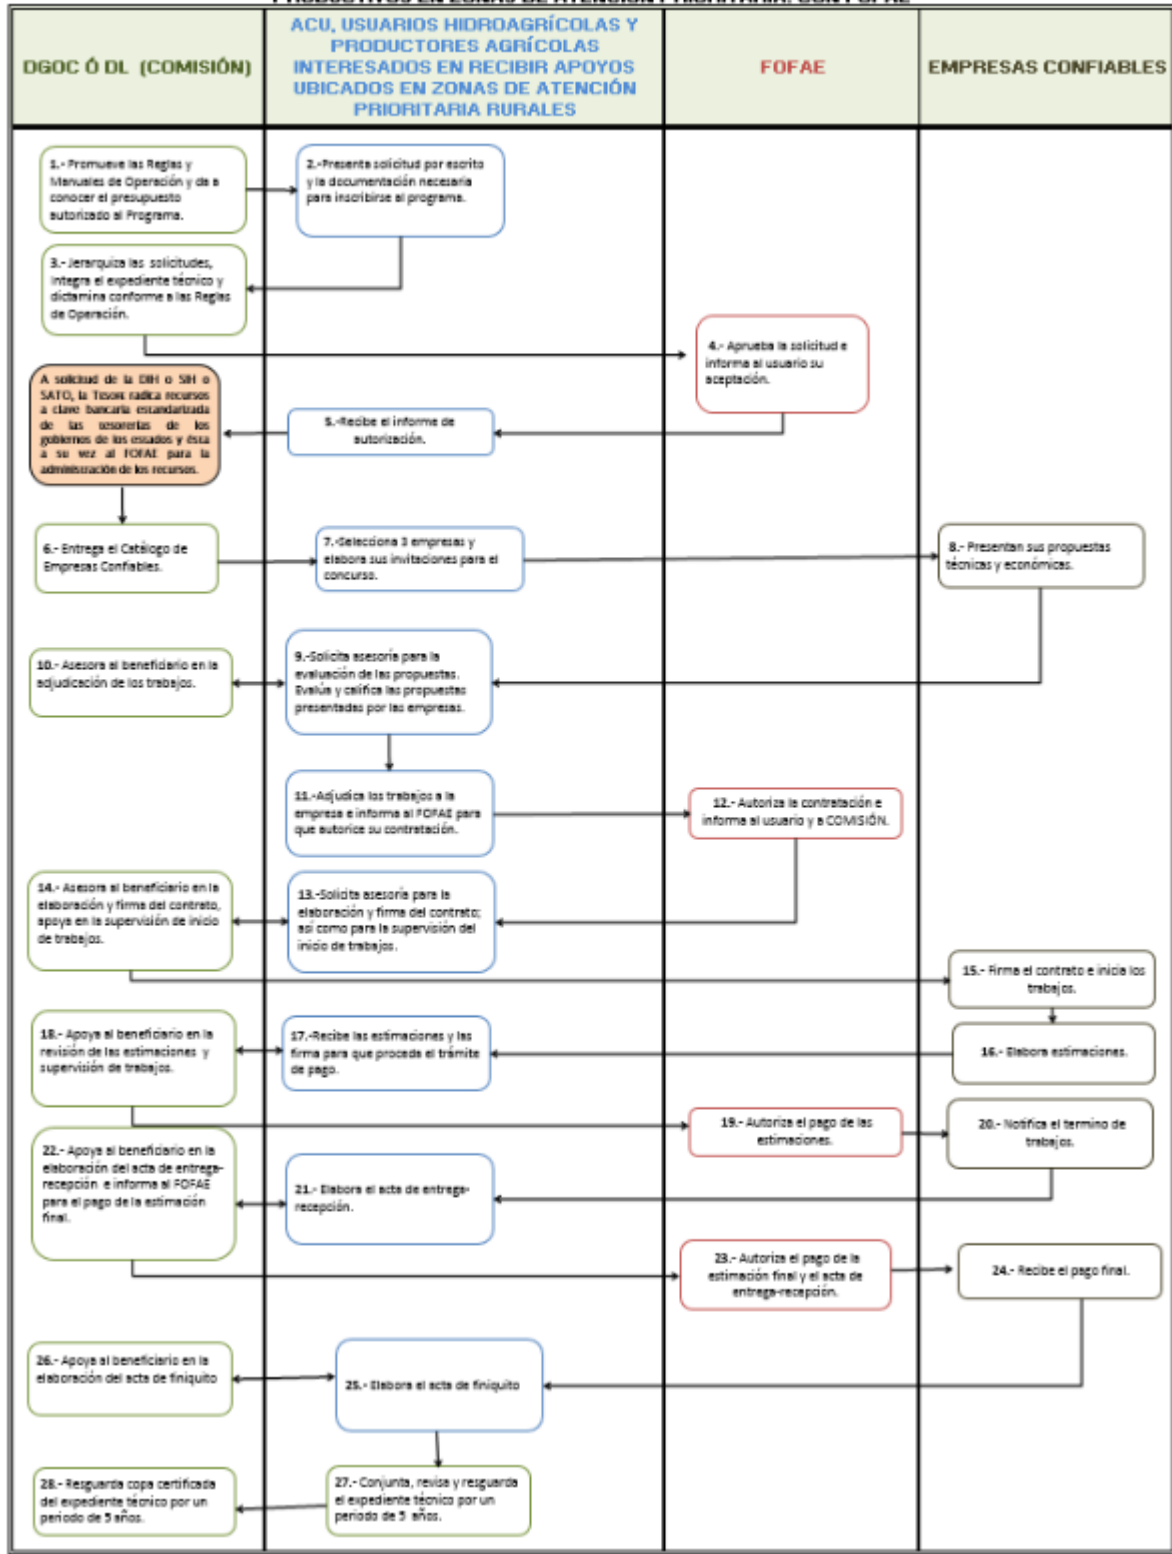 PRODUCTIVOS EN ZONAS DE ATENCIÓN PRIORITARIA. CON FOFAE
DGOC Ó DL (COMISIÓN)
ACU, USUARIOS HIDROAGRÍCOLAS Y
PRODUCTORES AGRÍCOLAS
INTERESADOS EN RECIBIR APOYOS
UBICADOS EN ZONAS DE ATENCIÓN
PRIORITARIA RURALES
FOFAE
EMPRESAS CONFIABLES
1.- Promueve las Reglas y
Manuales de Operación y da a
conocer el presupuesto
autorizado al Programa.
2.-Presenta solicitud por escrito
y la documentación necesaria
para inscribirse al programa.
3.- Jerarquiza las solicitudes,
integra el expediente técnico y
dictamina conforme a las Reglas
de Operación.
4.- Aprueba la solicitud e
informa al usuario su
aceptación.
A solicitud de la DIH o SIH o
SATO, la Tesofe radica recursos
a clave bancaria estandarizada
de las tesorerías de los
gobiernos de los estados y ésta
a su vez al FOFAE para la
administración de los recursos.
5.-Recibe el informe de
autorización.
6.- Entrega el Catálogo de
Empresas Confiables.
7.-Selecciona 3 empresas y
elabora sus invitaciones para el
concurso.
8.- Presentan sus propuestas
técnicas y económicas.
10.- Asesora al beneficiario en la
adjudicación de los trabajos.
9.-Solicita asesoría para la
evaluación de las propuestas.
Evalúa y califica las propuestas
presentadas por las empresas.
11.-Adjudica los trabajos a la
empresa e informa al FOFAE para
que autorice su contratación.
12.- Autoriza la contratación e
informa al usuario y a COMISIÓN.
14.- Asesora al beneficiario en la
elaboración y firma del contrato,
apoya en la supervisión de inicio
de trabajos.
13.-Solicita asesoría para la
elaboración y firma del contrato;
así como para la supervisión del
inicio de trabajos.
15.- Firma el contrato e inicia los
trabajos.
18.- Apoya al beneficiario en la
revisión de las estimaciones y
supervisión de trabajos.
17.-Recibe las estimaciones y las
firma para que proceda el trámite
de pago.
16.- Elabora estimaciones.
19.- Autoriza el pago de las
estimaciones.
20.- Notifica el termino de
trabajos.
22.- Apoya al beneficiario en la
elaboración del acta de entrega-
recepción e informa al FOFAE
para el pago de la estimación
final.
21.- Elabora el acta de entrega-
recepción.
23.- Autoriza el pago de la
estimación final y el acta de
entrega-recepción.
24.- Recibe el pago final.
26.- Apoya al beneficiario en la
elaboración del acta de finiquito
25.- Elabora el acta de finiquito
28.- Resguarda copa certificada
del expediente técnico por un
periodo de 5 años.
27.- Conjunta, revisa y resguarda
el expediente técnico por un
periodo de 5 años.